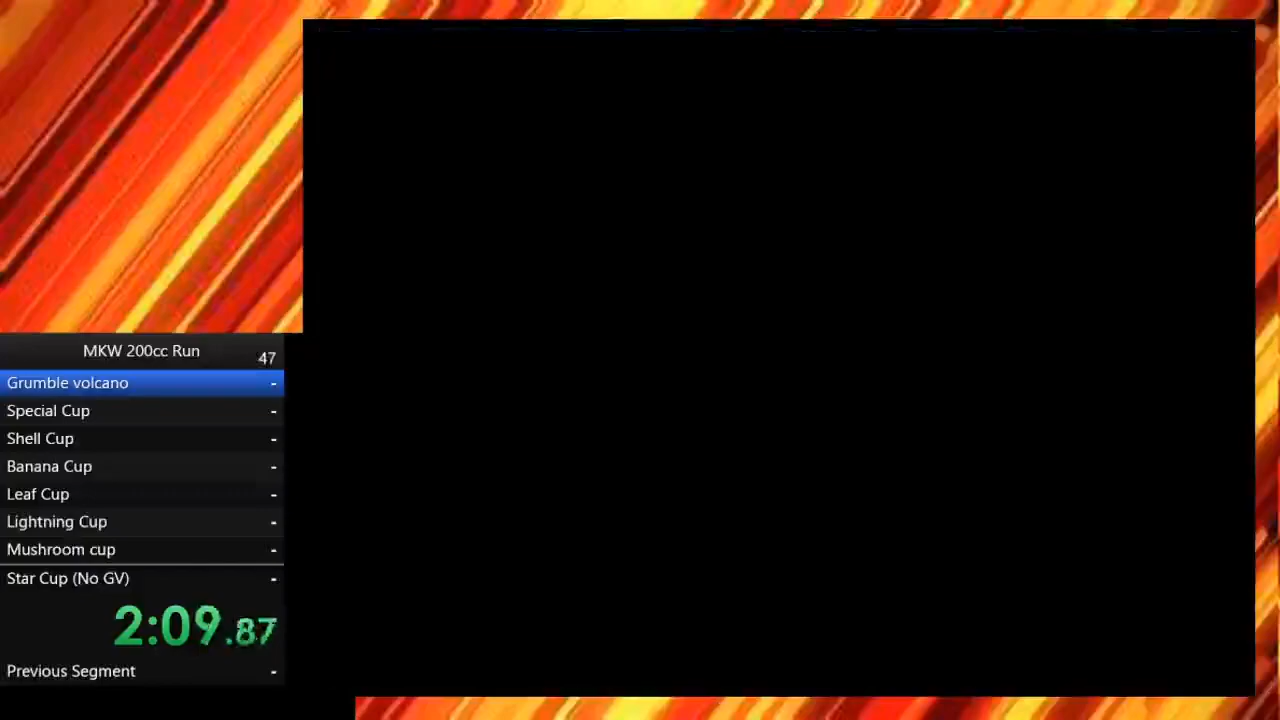 MKW 200cc Run
47
Grumble volcano -
Special Cup -
Shell Cup -
Banana Cup -
Leaf Cup -
Lightning Cup -
Mushroom cup -
Star Cup (No GV) -
2:09.87
Previous Segment -